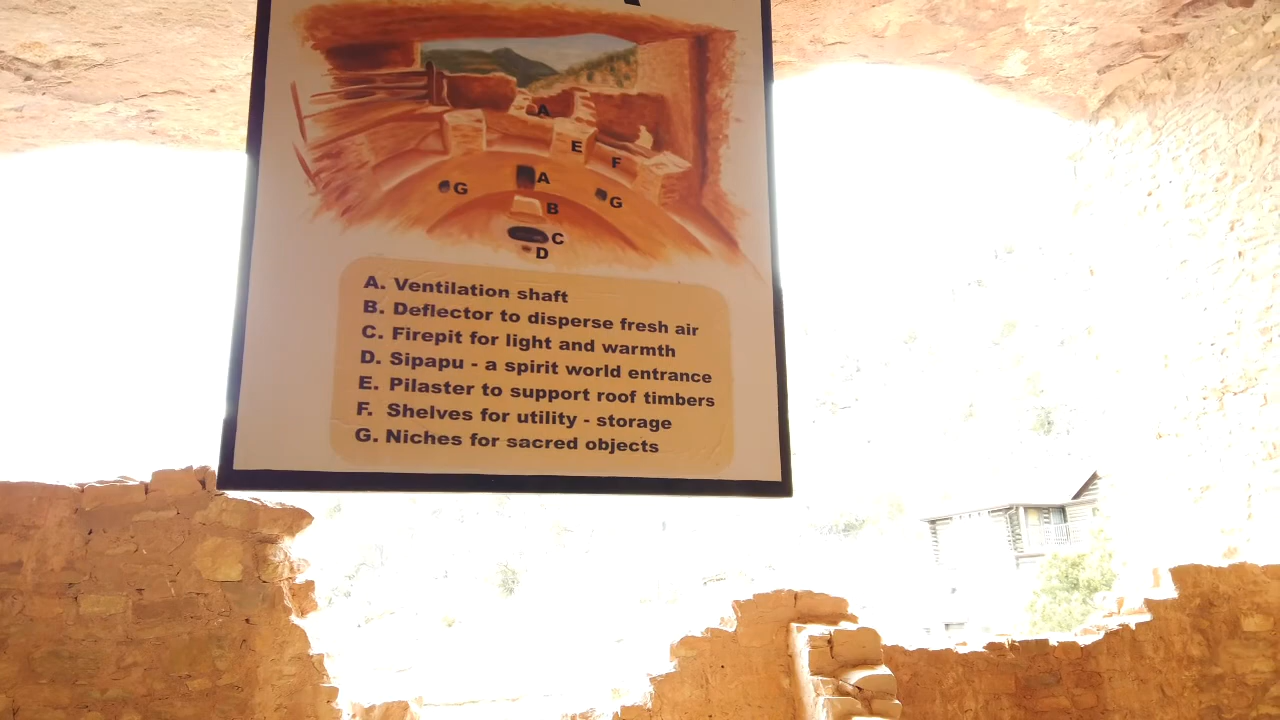 A
E
F
A
G
G
B
C
D
A. Ventilation shaft
B. Deflector to disperse fresh air
C. Firepit for light and warmth
D. Sipapu - a spirit world entrance
E. Pilaster to support roof timbers
F. Shelves for utility - storage
G. Niches for sacred objects